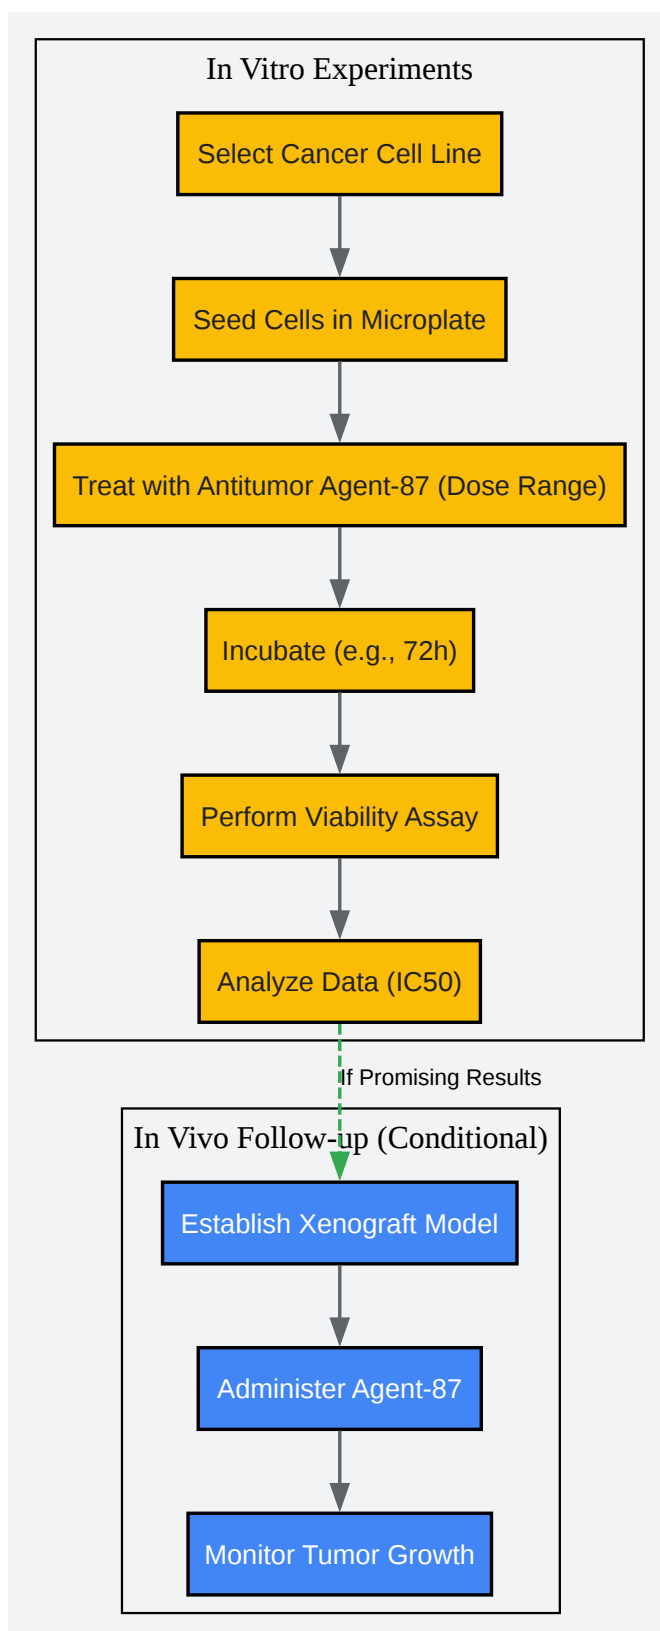 In Vitro Experiments
Select Cancer Cell Line
Seed Cells in Microplate
Treat with Antitumor Agent-87 (Dose Range)
Incubate (e.g., 72h)
Perform Viability Assay
Analyze Data (IC50)
If Promising Results
In Vivo Follow-up (Conditional)
Establish Xenograft Model
Administer Agent-87
Monitor Tumor Growth